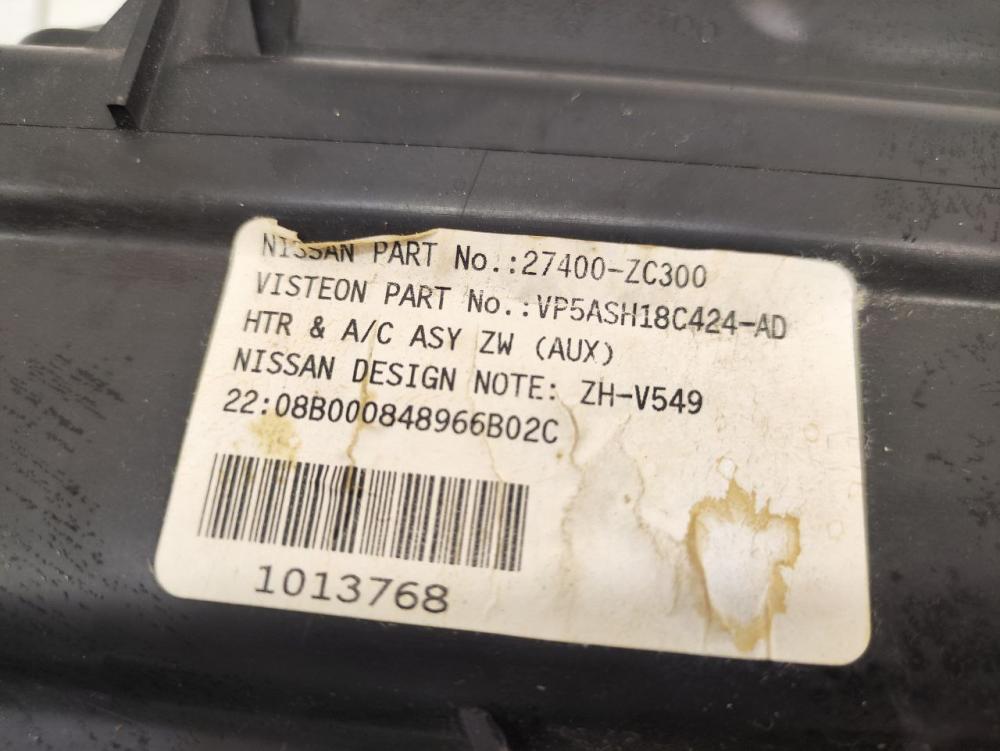 NISSAN PART No.:27400-ZC300
VISTEON PART No.:VP5ASH18C424-AD
HTR & A/C ASY ZW (AUX)
NISSAN DESIGN NOTE: ZH-V549
22:08B000848966B02C
1013768